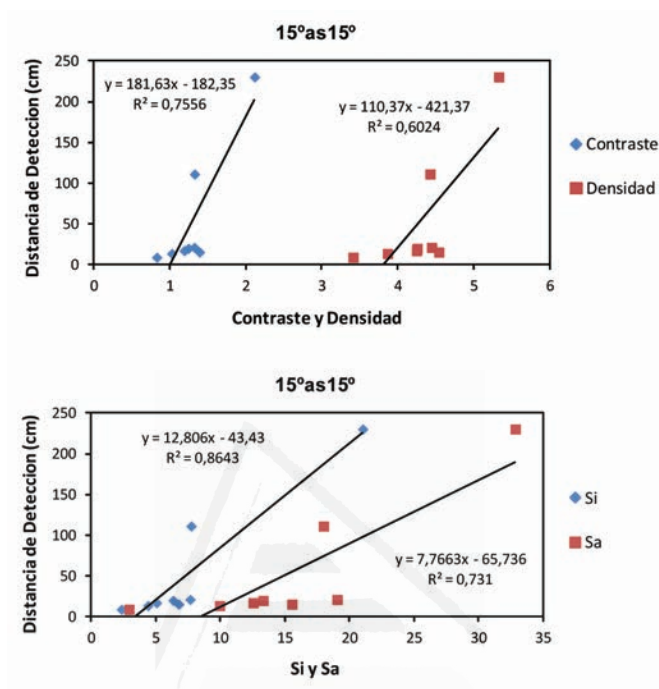 15ºas15º
250
200
150
100
50
0
Distancia de Deteccion (cm)
y = 181,63x - 182,35
R² = 0,7556
y = 110,37x - 421,37
R² = 0,6024
Contraste
Densidad
0 1 2 3 4 5 6
Contraste y Densidad
15ºas15º
250
200
150
100
50
0
Distancia de Deteccion (cm)
y = 12,806x - 43,43
R² = 0,8643
y = 7,7663x - 65,736
R² = 0,731
Si
Sa
0 5 10 15 20 25 30 35
Si y Sa